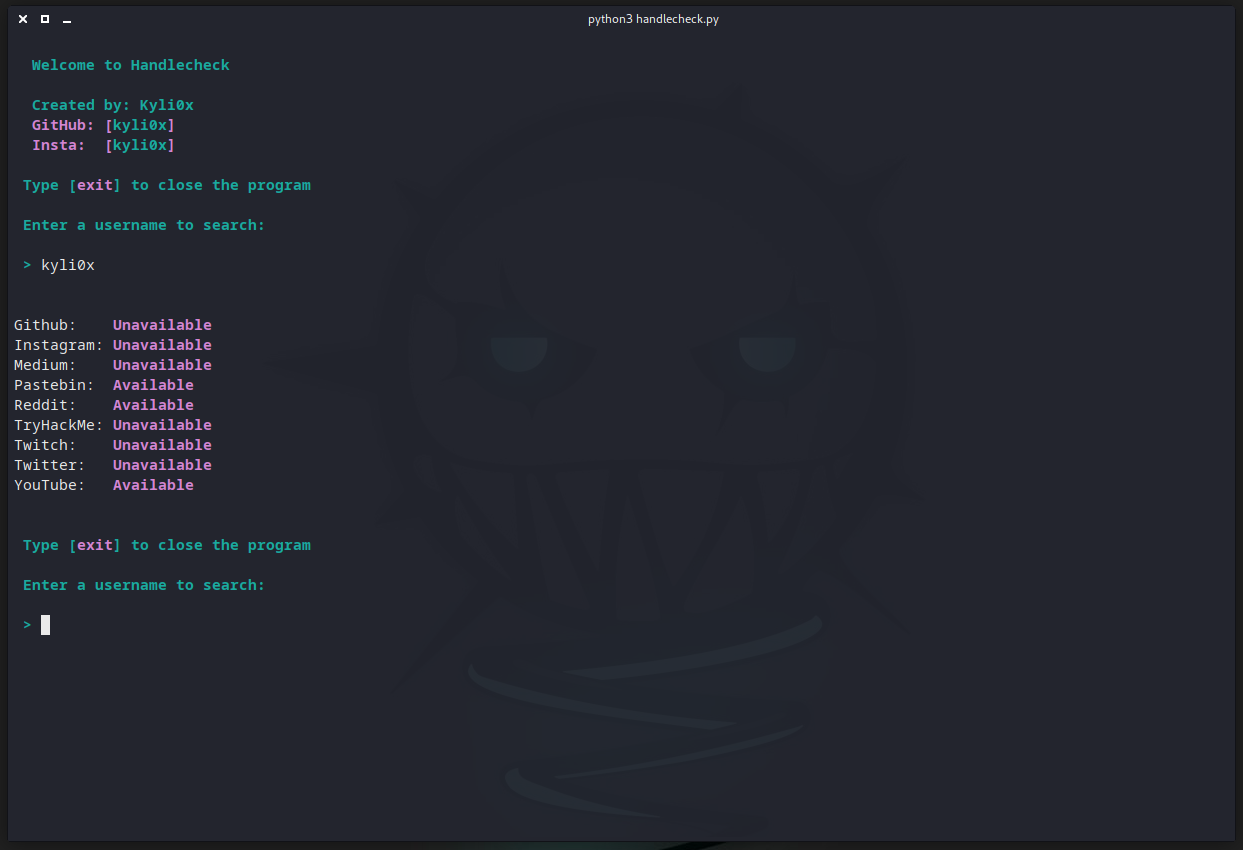 python3 handlecheck.py
Welcome to Handlecheck
Created by: Kyli0x
GitHub: [kyli0x]
Insta: [kyli0x]
Type [exit] to close the program
Enter a username to search:
> kyli0x
Github: Unavailable
Instagram: Unavailable
Medium: Unavailable
Pastebin: Available
Reddit: Available
TryHackMe: Unavailable
Twitch: Unavailable
Twitter: Unavailable
YouTube: Available
Type [exit] to close the program
Enter a username to search:
>